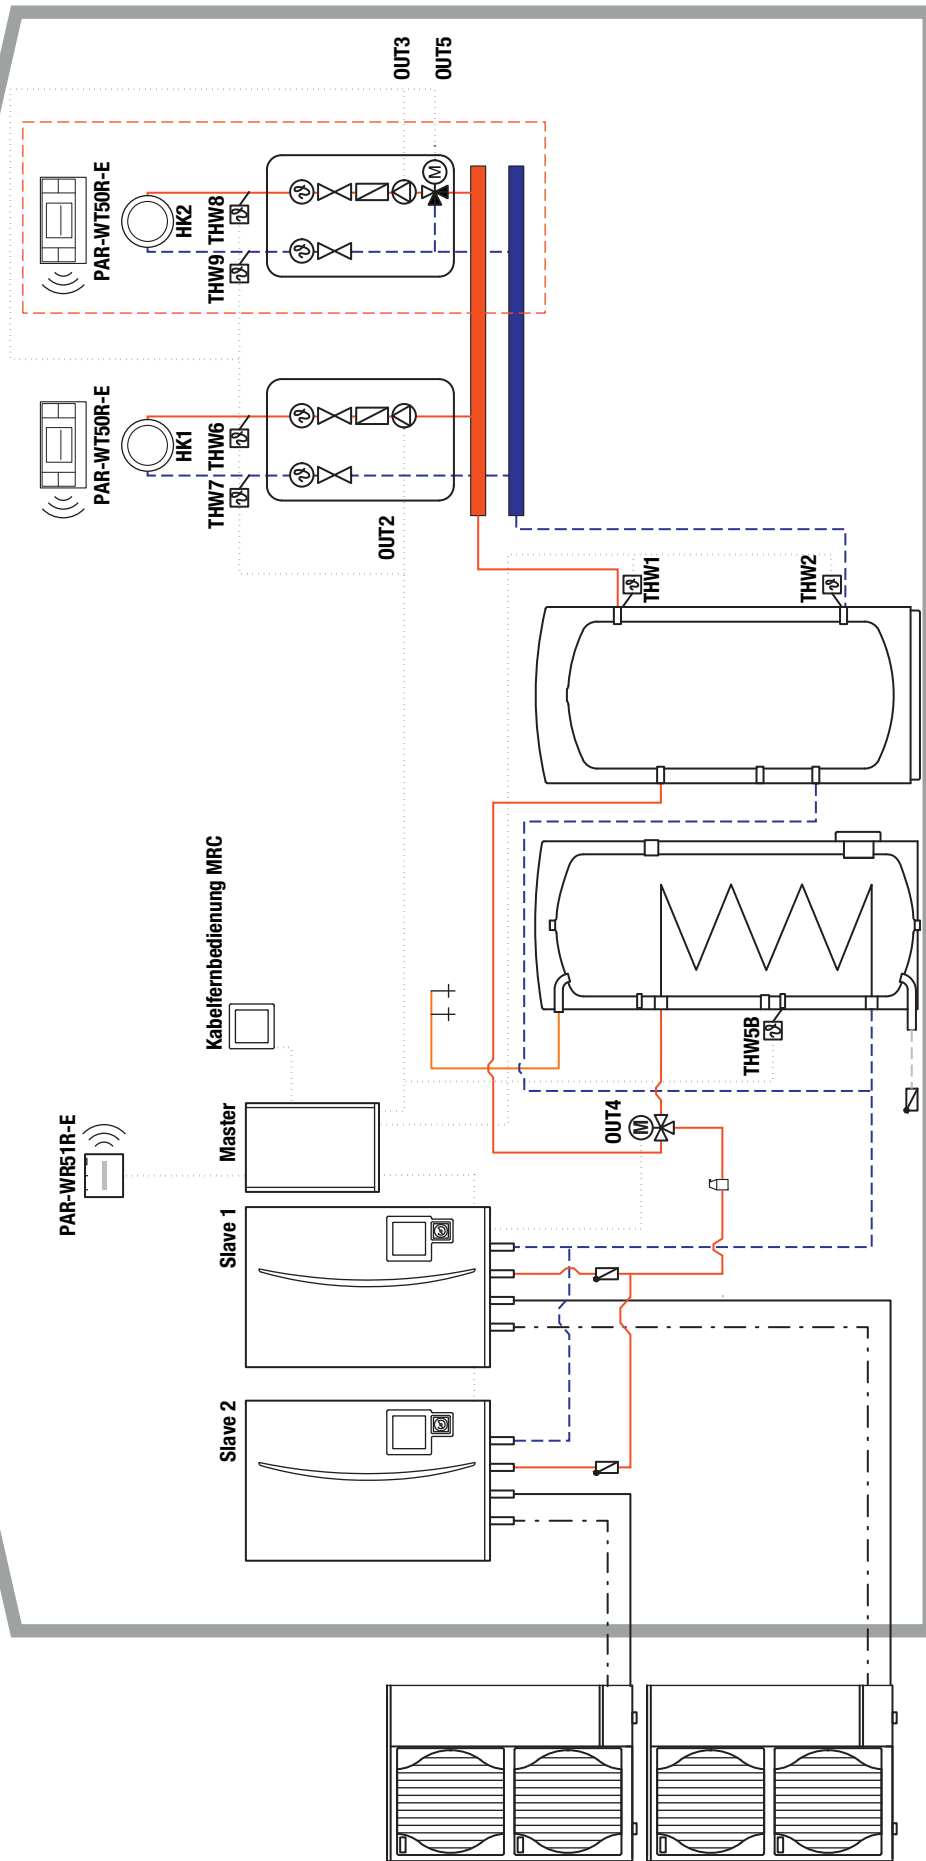 PAR-WR51R-E
Kabelfernbedienung MRC
PAR-WT50R-E
PAR-WT50R-E
HK1
HK2
Slave 2
Slave 1
Master
THW7
THW6
THW9
THW8
OUT2
OUT3
OUT5
M
OUT4
M
THW5B
THW1
THW2